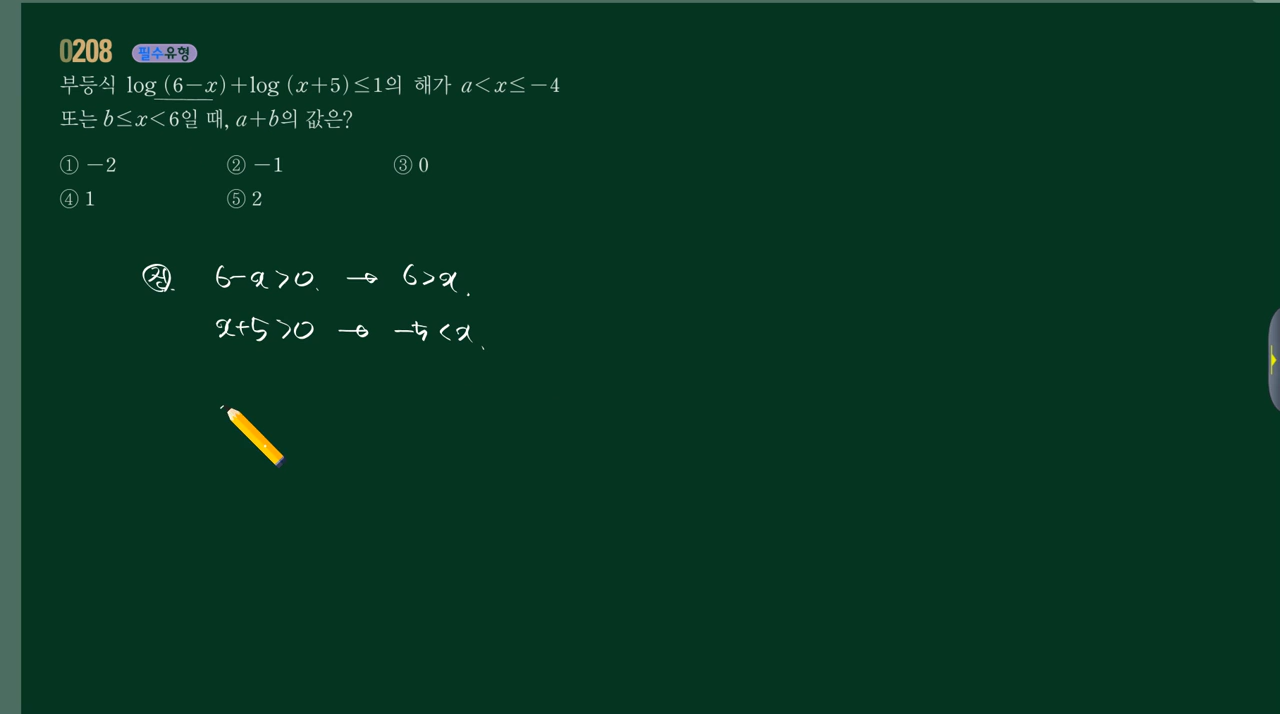 0208 필수유형
부등식 log (6−x)+log (x+5)≤1의 해가 a<x≤−4
또는 b≤x<6일 때, a+b의 값은?
① −2 ② −1 ③ 0
④ 1 ⑤ 2
6−x>0. → 6>x.
x+5>0 → −5<x.